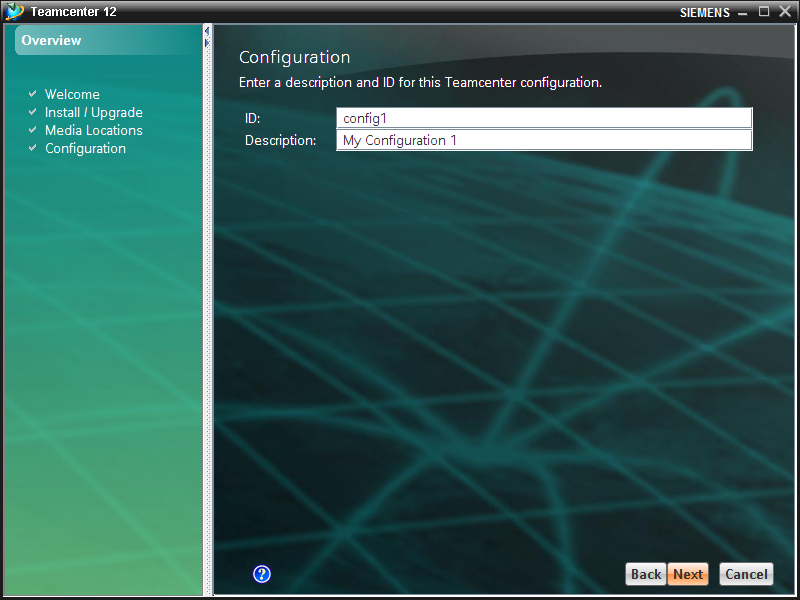 Teamcenter 12
SIEMENS
Overview
Welcome
Install / Upgrade
Media Locations
Configuration
Configuration
Enter a description and ID for this Teamcenter configuration.
ID: config1
Description: My Configuration 1
?
Back Next Cancel